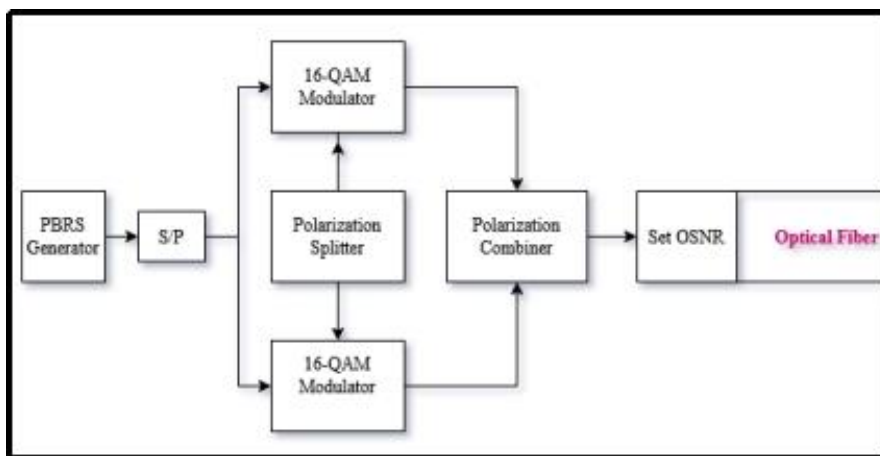 16-QAM
Modulator
PBRS
Generator
S/P
Polarization
Splitter
Polarization
Combiner
Set OSNR
Optical Fiber
16-QAM
Modulator